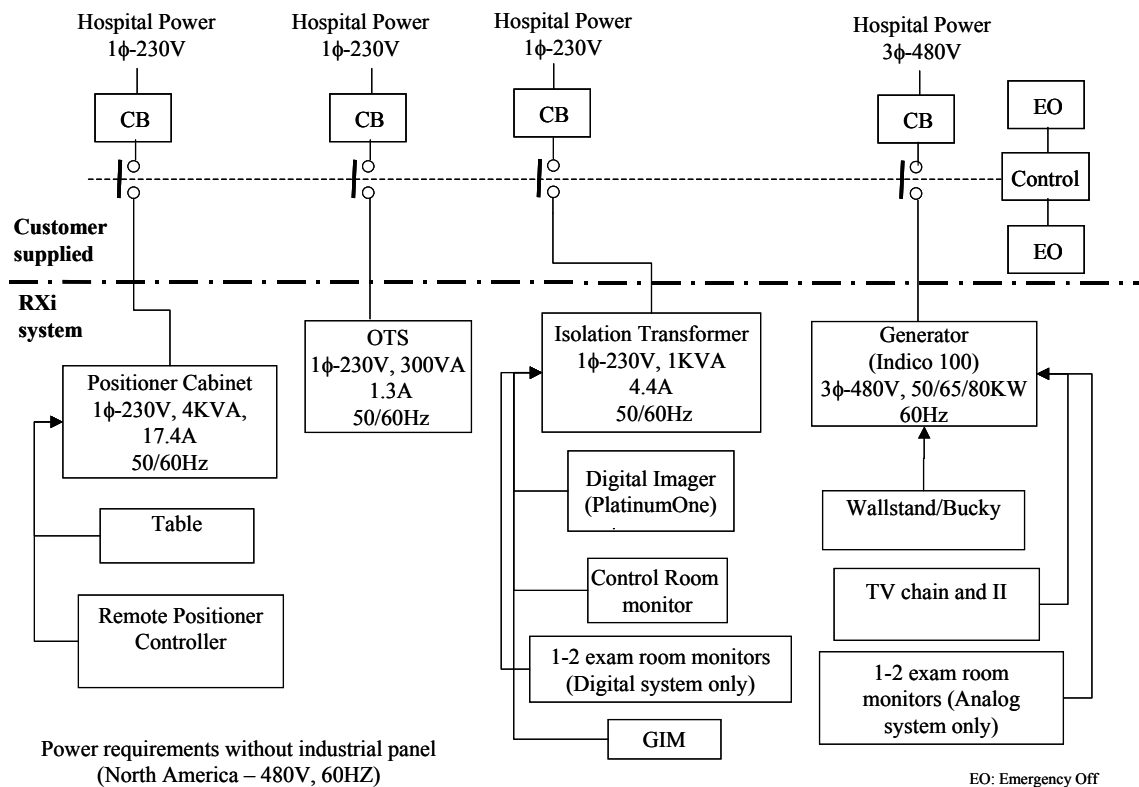 Hospital Power
1ϕ-230V
Hospital Power
1ϕ-230V
Hospital Power
1ϕ-230V
Hospital Power
3ϕ-480V
CB
CB
CB
CB
EO
Control
EO
Customer
supplied
RXi
system
Positioner Cabinet
1ϕ-230V, 4KVA,
17.4A
50/60Hz
Table
Remote Positioner
Controller
OTS
1ϕ-230V, 300VA
1.3A
50/60Hz
Isolation Transformer
1ϕ-230V, 1KVA
4.4A
50/60Hz
Digital Imager
(PlatinumOne)
Control Room
monitor
1-2 exam room monitors
(Digital system only)
GIM
Generator
(Indico 100)
3ϕ-480V, 50/65/80KW
60Hz
Wallstand/Bucky
TV chain and II
1-2 exam room
monitors (Analog
system only)
Power requirements without industrial panel
(North America – 480V, 60HZ)
EO: Emergency Off